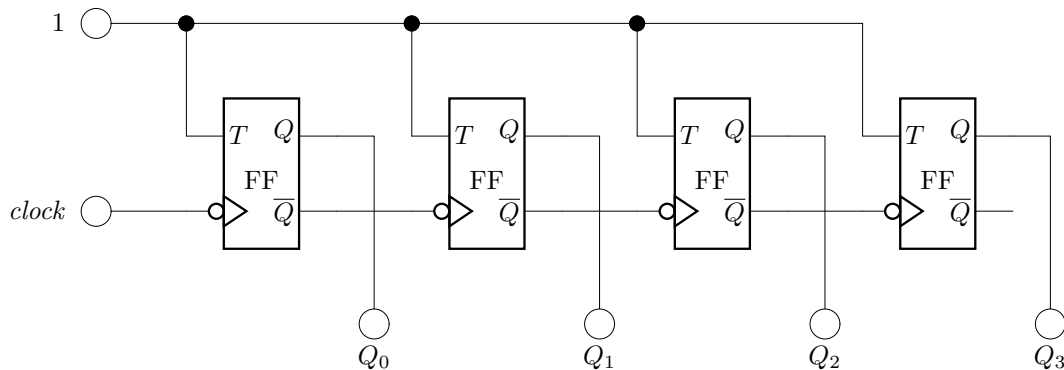 1
T Q T Q T Q T Q
FF FF FF FF
clock Q̅ Q̅ Q̅ Q̅
Q₀ Q₁ Q₂ Q₃